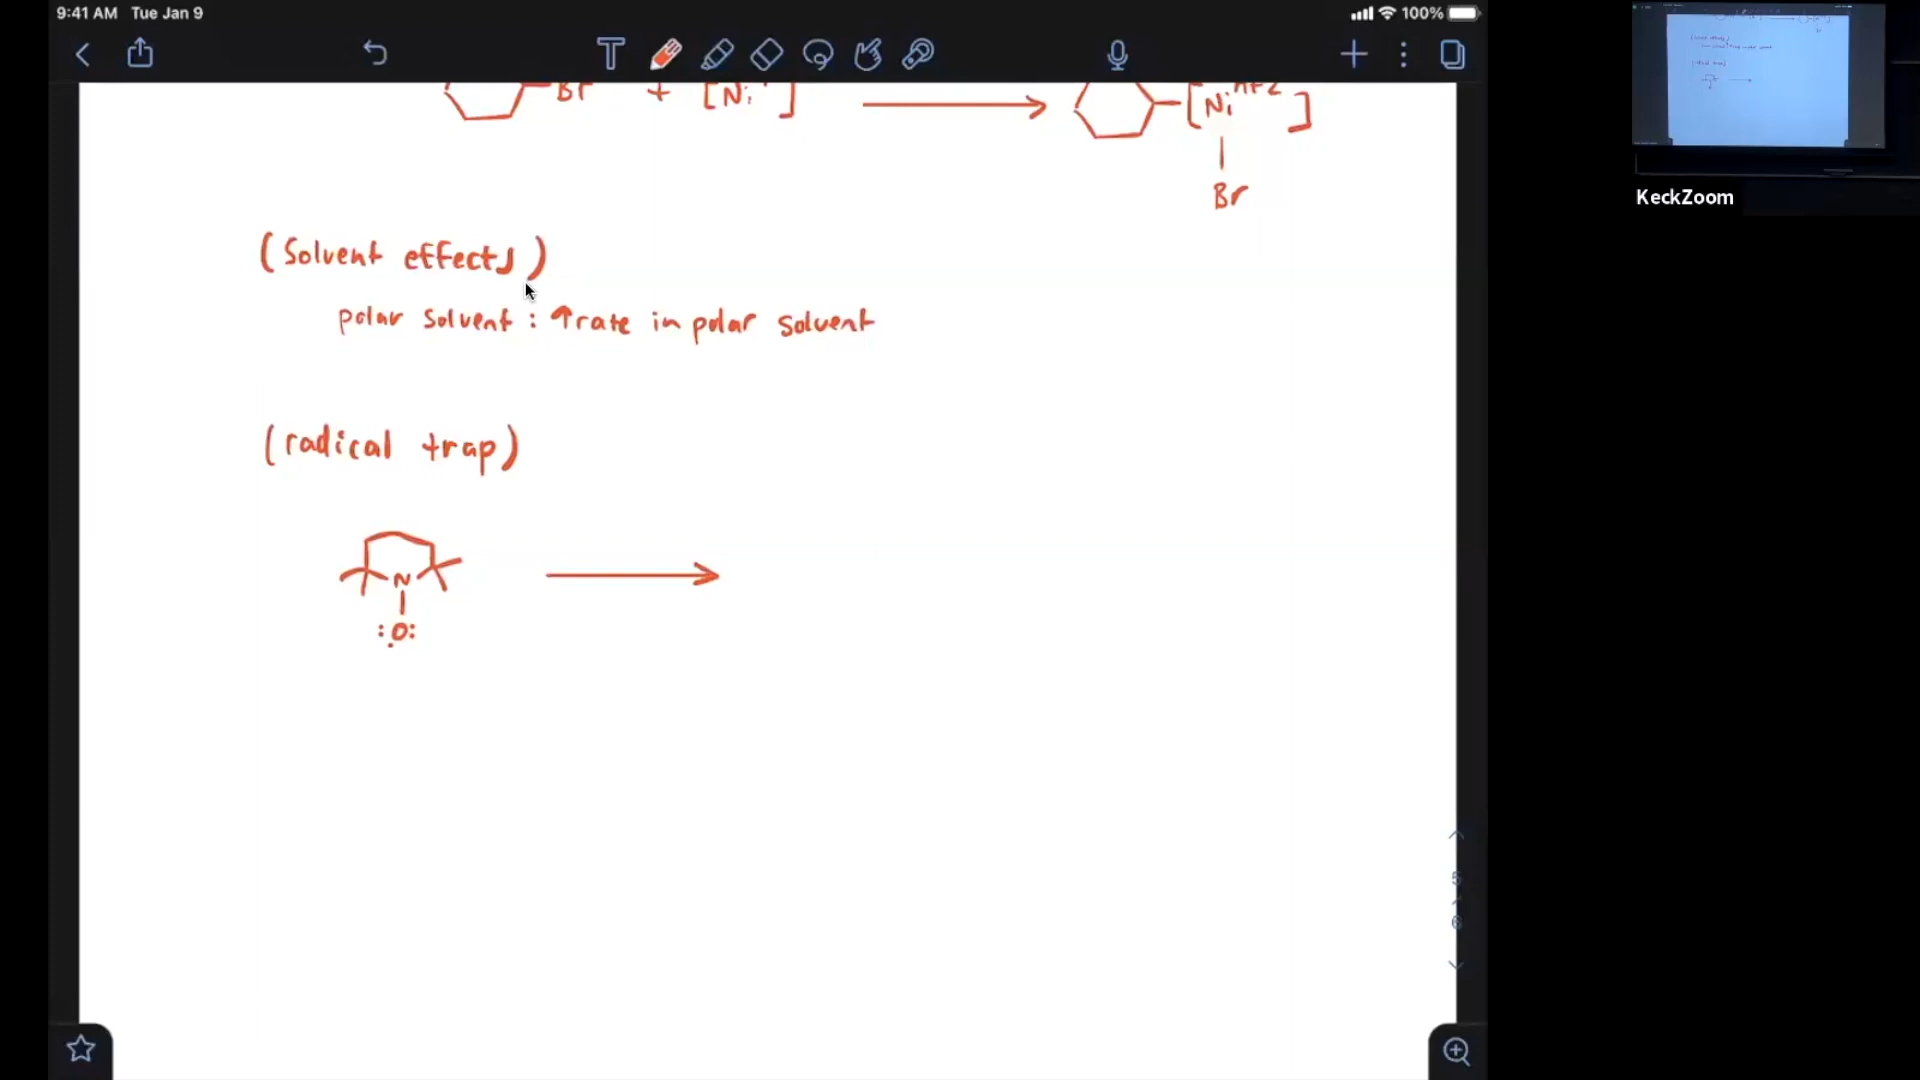 9:41 AM Tue Jan 9
100%
Br + [Ni ] [Ni n+2 ]
Br
KeckZoom
(Solvent effects)
polar solvent : ↑rate in polar solvent
(radical trap)
N
:O: